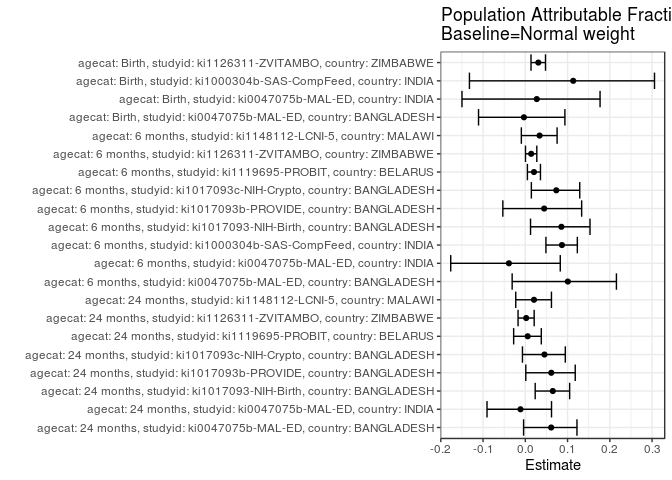 Population Attributable Fracti
Baseline=Normal weight
agecat: Birth, studyid: ki1126311-ZVITAMBO, country: ZIMBABWE
agecat: Birth, studyid: ki1000304b-SAS-CompFeed, country: INDIA
agecat: Birth, studyid: ki0047075b-MAL-ED, country: INDIA
agecat: Birth, studyid: ki0047075b-MAL-ED, country: BANGLADESH
agecat: 6 months, studyid: ki1148112-LCNI-5, country: MALAWI
agecat: 6 months, studyid: ki1126311-ZVITAMBO, country: ZIMBABWE
agecat: 6 months, studyid: ki1119695-PROBIT, country: BELARUS
agecat: 6 months, studyid: ki1017093c-NIH-Crypto, country: BANGLADESH
agecat: 6 months, studyid: ki1017093b-PROVIDE, country: BANGLADESH
agecat: 6 months, studyid: ki1017093-NIH-Birth, country: BANGLADESH
agecat: 6 months, studyid: ki1000304b-SAS-CompFeed, country: INDIA
agecat: 6 months, studyid: ki0047075b-MAL-ED, country: INDIA
agecat: 6 months, studyid: ki0047075b-MAL-ED, country: BANGLADESH
agecat: 24 months, studyid: ki1148112-LCNI-5, country: MALAWI
agecat: 24 months, studyid: ki1126311-ZVITAMBO, country: ZIMBABWE
agecat: 24 months, studyid: ki1119695-PROBIT, country: BELARUS
agecat: 24 months, studyid: ki1017093c-NIH-Crypto, country: BANGLADESH
agecat: 24 months, studyid: ki1017093b-PROVIDE, country: BANGLADESH
agecat: 24 months, studyid: ki1017093-NIH-Birth, country: BANGLADESH
agecat: 24 months, studyid: ki0047075b-MAL-ED, country: INDIA
agecat: 24 months, studyid: ki0047075b-MAL-ED, country: BANGLADESH
-0.2 -0.1 0.0 0.1 0.2 0.3
Estimate